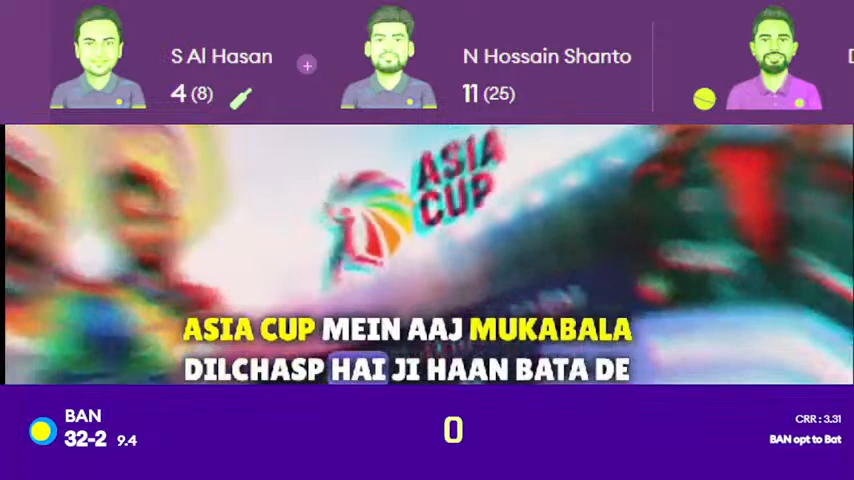 S Al Hasan
4 (8)
+
N Hossain Shanto
11 (25)
D
ASIA
CUP
ASIA CUP MEIN AAJ MUKABALA
DILCHASP HAI JI HAAN BATA DE
BAN
32-2 9.4
0
CRR : 3.31
BAN opt to Bat